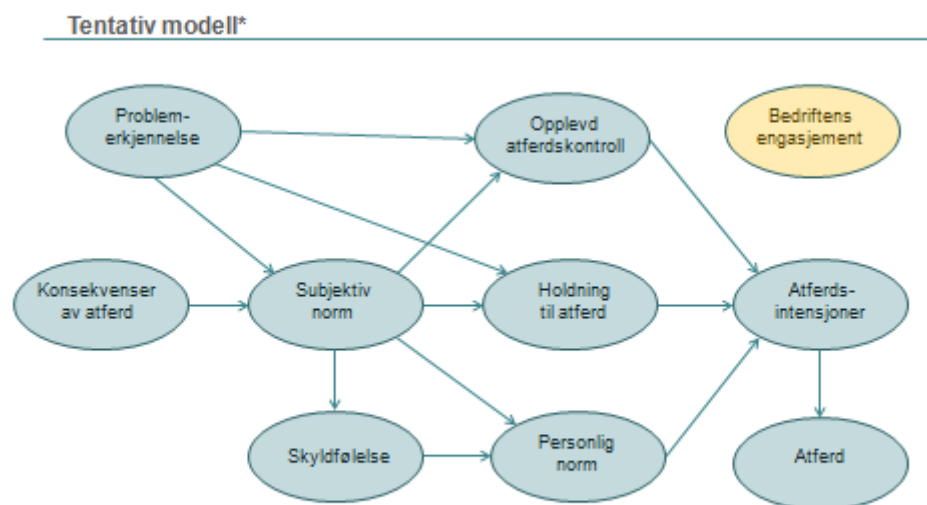 Tentativ modell*
Problem-
erkjennelse
Opplevd
atferdskontroll
Bedriftens
engasjement
Konsekvenser
av atferd
Subjektiv
norm
Holdning
til atferd
Atferds-
intensjoner
Skyldfølelse
Personlig
norm
Atferd